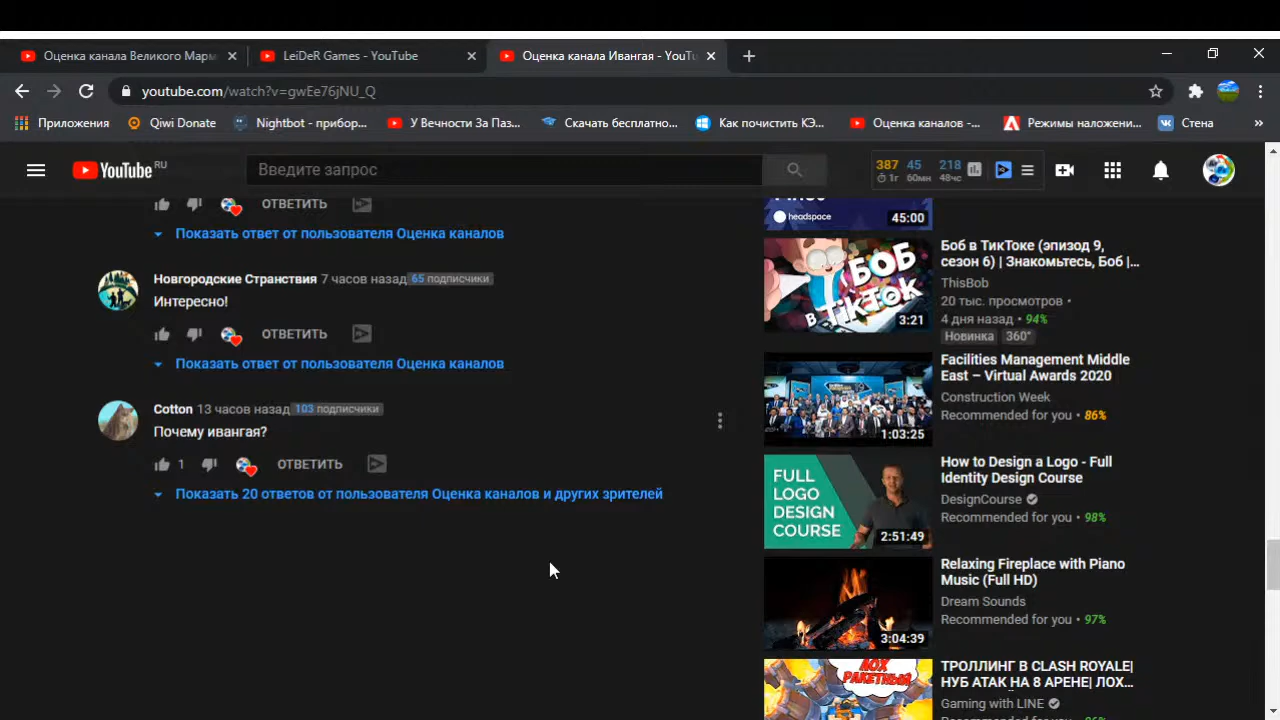 Оценка канала Великого Марм
LeiDeR Games - YouTube
Оценка канала Ивангая - YouTu
youtube.com/watch?v=gwEe76jNU_Q
Приложения
Qiwi Donate
Nightbot - прибор...
У Вечности За Паз...
Скачать бесплатно...
Как почистить КЭ...
Оценка каналов -...
Режимы наложени...
Стена
»
YouTube RU
Введите запрос
387 45 218
1г 60мн 48чс
ОТВЕТИТЬ
Показать ответ от пользователя Оценка каналов
Новгородские Странствия 7 часов назад 65 подписчики
Интересно!
ОТВЕТИТЬ
Показать ответ от пользователя Оценка каналов
Cotton 13 часов назад 103 подписчики
Почему ивангая?
1 ОТВЕТИТЬ
Показать 20 ответов от пользователя Оценка каналов и других зрителей
headspace
45:00
БОБ
В TikTok
3:21
Боб в ТикТоке (эпизод 9,
сезон 6) | Знакомьтесь, Боб |...
ThisBob
20 тыс. просмотров •
4 дня назад • 94%
Новинка 360°
1:03:25
Facilities Management Middle
East – Virtual Awards 2020
Construction Week
Recommended for you • 86%
FULL
LOGO
DESIGN
COURSE
2:51:49
How to Design a Logo - Full
Identity Design Course
DesignCourse
Recommended for you • 98%
3:04:39
Relaxing Fireplace with Piano
Music (Full HD)
Dream Sounds
Recommended for you • 97%
ЛОХ
РАКЕТНЫЙ
ТРОЛЛИНГ В CLASH ROYALE|
НУБ АТАК НА 8 АРЕНЕ| ЛОХ...
Gaming with LINE